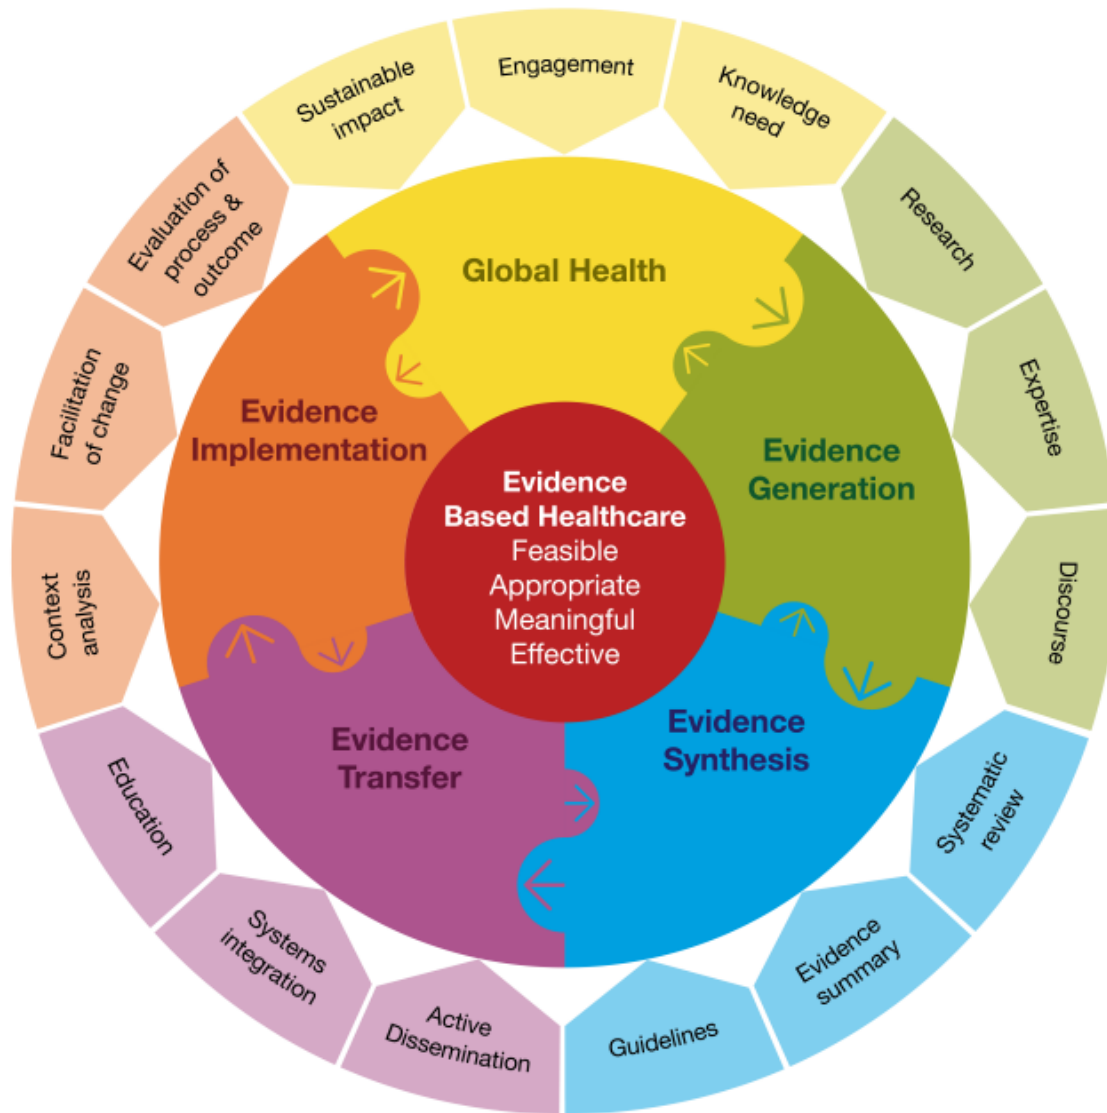 Engagement
Knowledge
need
Research
Expertise
Discourse
Systematic
review
Evidence
summary
Guidelines
Active
Dissemination
Systems
integration
Education
Context
analysis
Facilitation
of change
Evaluation of
process &
outcome
Sustainable
impact
Global Health
Evidence
Generation
Evidence
Synthesis
Evidence
Transfer
Evidence
Implementation
Evidence
Based Healthcare
Feasible
Appropriate
Meaningful
Effective